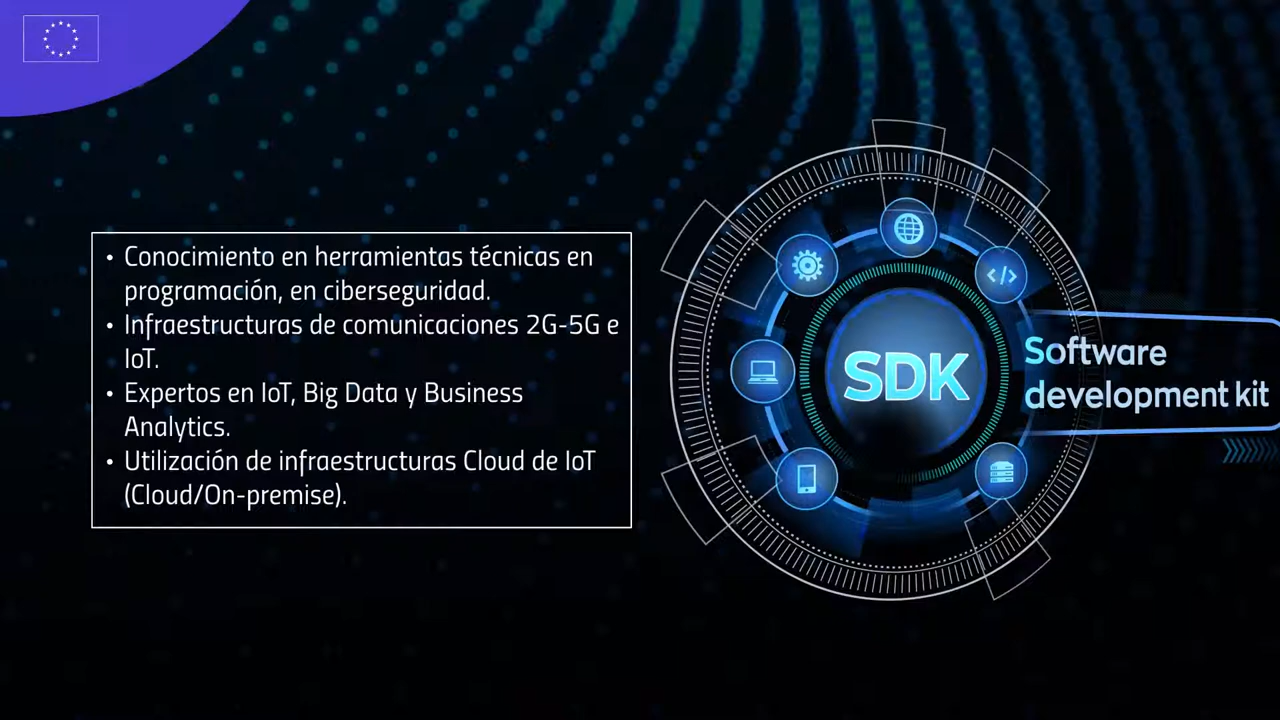 • Conocimiento en herramientas técnicas en
programación, en ciberseguridad.
• Infraestructuras de comunicaciones 2G-5G e
IoT.
• Expertos en IoT, Big Data y Business
Analytics.
• Utilización de infraestructuras Cloud de IoT
(Cloud/On-premise).
SDK
Software
development kit